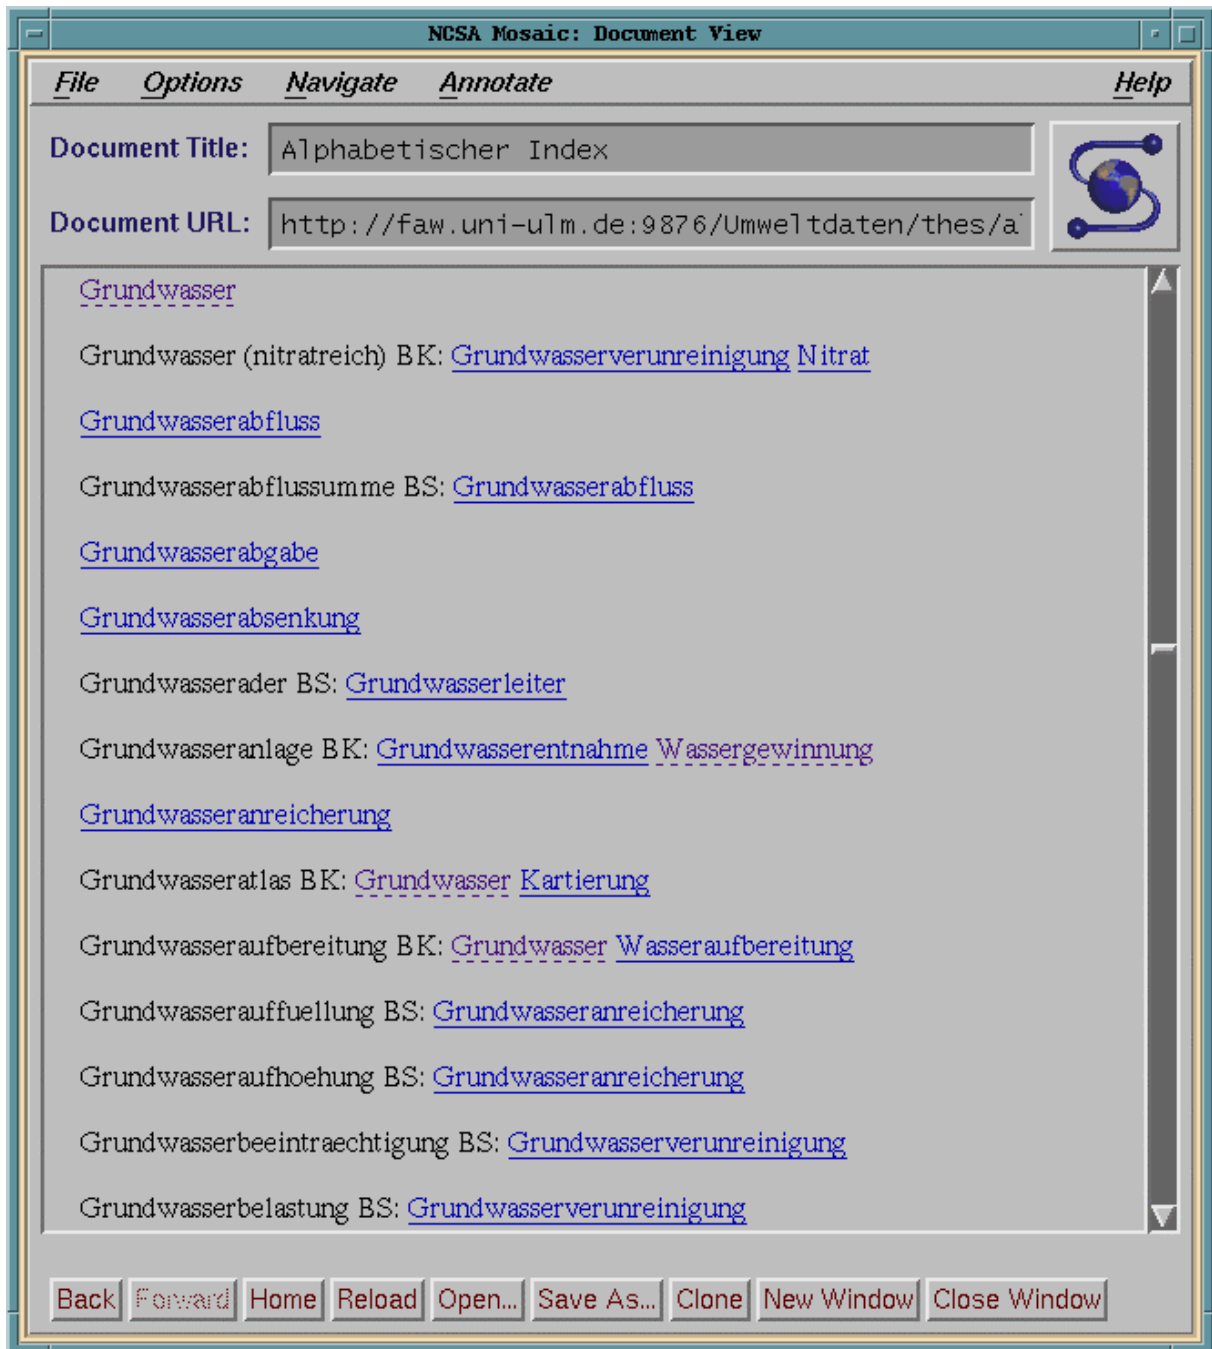 NCSA Mosaic: Document View
File Options Navigate Annotate Help
Document Title: Alphabetischer Index
Document URL: http://faw.uni-ulm.de:9876/Umweltdaten/thes/al
Grundwasser
Grundwasser (nitratreich) BK: Grundwasserverunreinigung Nitrat
Grundwasserabfluss
Grundwasserabflussumme BS: Grundwasserabfluss
Grundwasserabgabe
Grundwasserabsenkung
Grundwasserader BS: Grundwasserleiter
Grundwasseranlage BK: Grundwasserentnahme Wassergewinnung
Grundwasseranreicherung
Grundwasseratlas BK: Grundwasser Kartierung
Grundwasseraufbereitung BK: Grundwasser Wasseraufbereitung
Grundwasserauffuellung BS: Grundwasseranreicherung
Grundwasseraufhoehung BS: Grundwasseranreicherung
Grundwasserbeeintraechtigung BS: Grundwasserverunreinigung
Grundwasserbelastung BS: Grundwasserverunreinigung
Back Forward Home Reload Open... Save As... Clone New Window Close Window